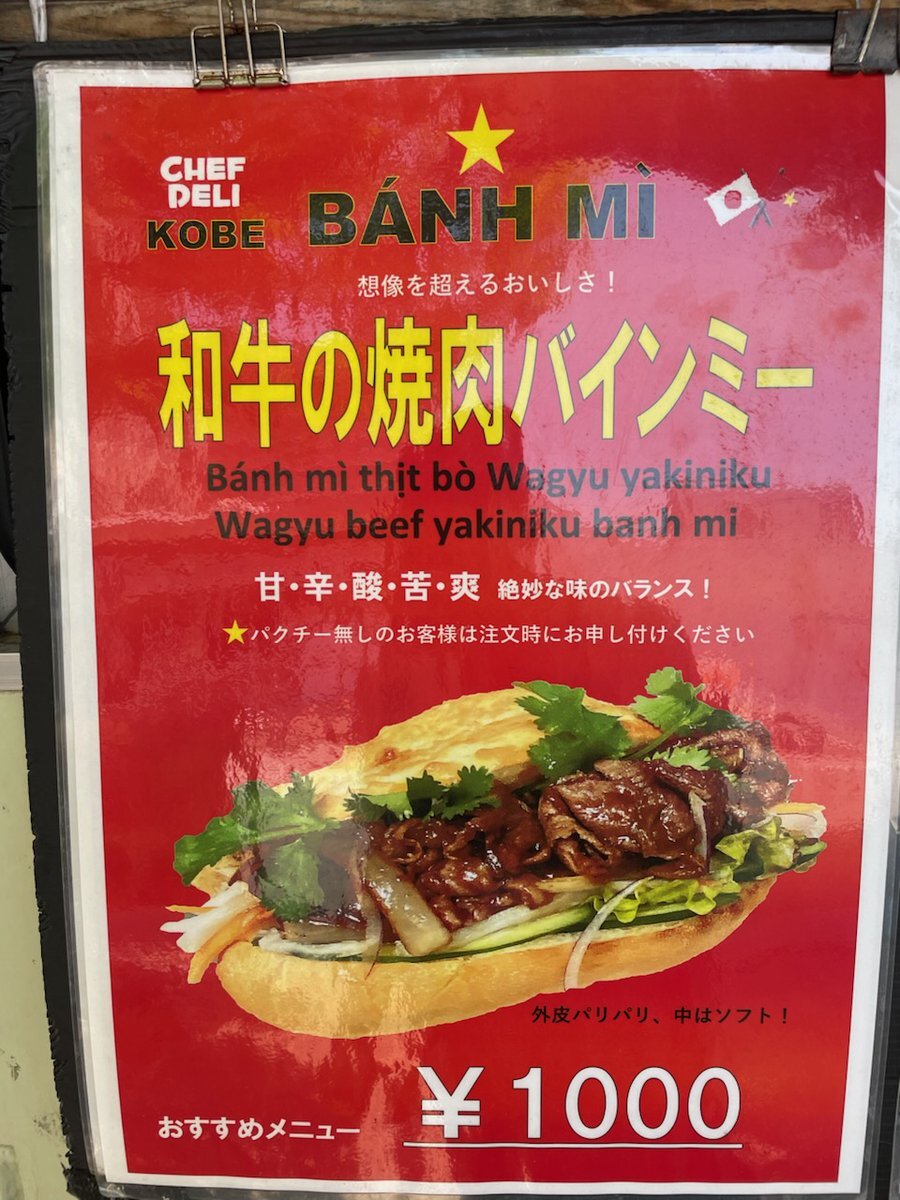 CHEF
DELI
KOBE
BÁNH MÌ
想像を超えるおいしさ！
和牛の焼肉バインミー
Bánh mì thịt bò Wagyu yakiniku
Wagyu beef yakiniku banh mi
甘・辛・酸・苦・爽 絶妙な味のバランス！
★パクチー無しのお客様は注文時にお申し付けください
外皮パリパリ、中はソフト！
おすすめメニュー ￥1000